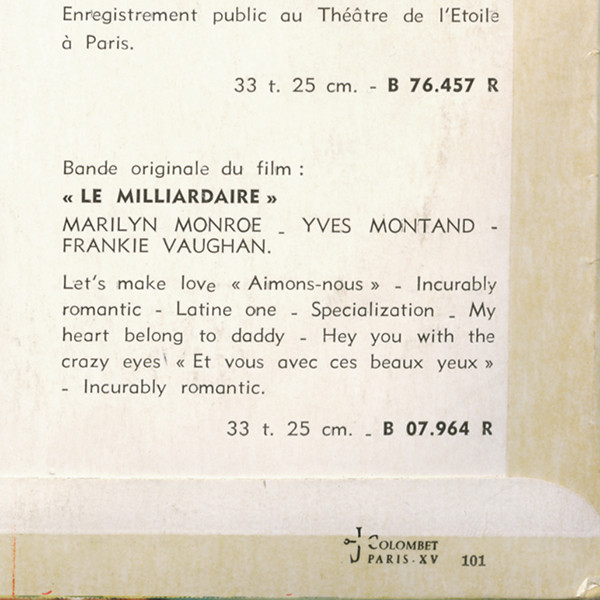 Enregistrement public au Théâtre de l'Etoile
à Paris.
33 t. 25 cm. - B 76.457 R
Bande originale du film :
« LE MILLIARDAIRE »
MARILYN MONROE - YVES MONTAND -
FRANKIE VAUGHAN.
Let's make love « Aimons-nous » - Incurably
romantic - Latine one - Specialization - My
heart belong to daddy - Hey you with the
crazy eyes « Et vous avec ces beaux yeux »
- Incurably romantic.
33 t. 25 cm. - B 07.964 R
J COLOMBET
PARIS-XV 101